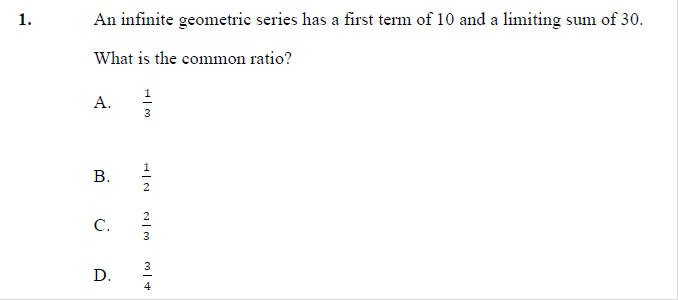 1. An infinite geometric series has a first term of 10 and a limiting sum of 30.
What is the common ratio?
A. 1/3
B. 1/2
C. 2/3
D. 3/4